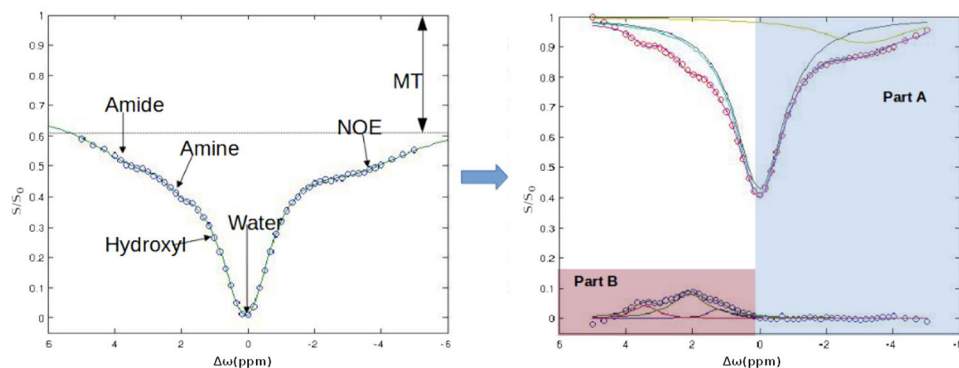 1
0.9
0.8
MT
0.7
Amide
0.6
NOE
0.5
Amine
0.4
S/S0
0.3
Water
0.2
Hydroxyl
0.1
0
6 4 2 0 -2 -4 -6
Δω(ppm)
1
0.9
0.8
Part A
0.7
0.6
0.5
S/S0
0.4
0.3
0.2
Part B
0.1
0
6 4 2 0 -2 -4 -6
Δω(ppm)